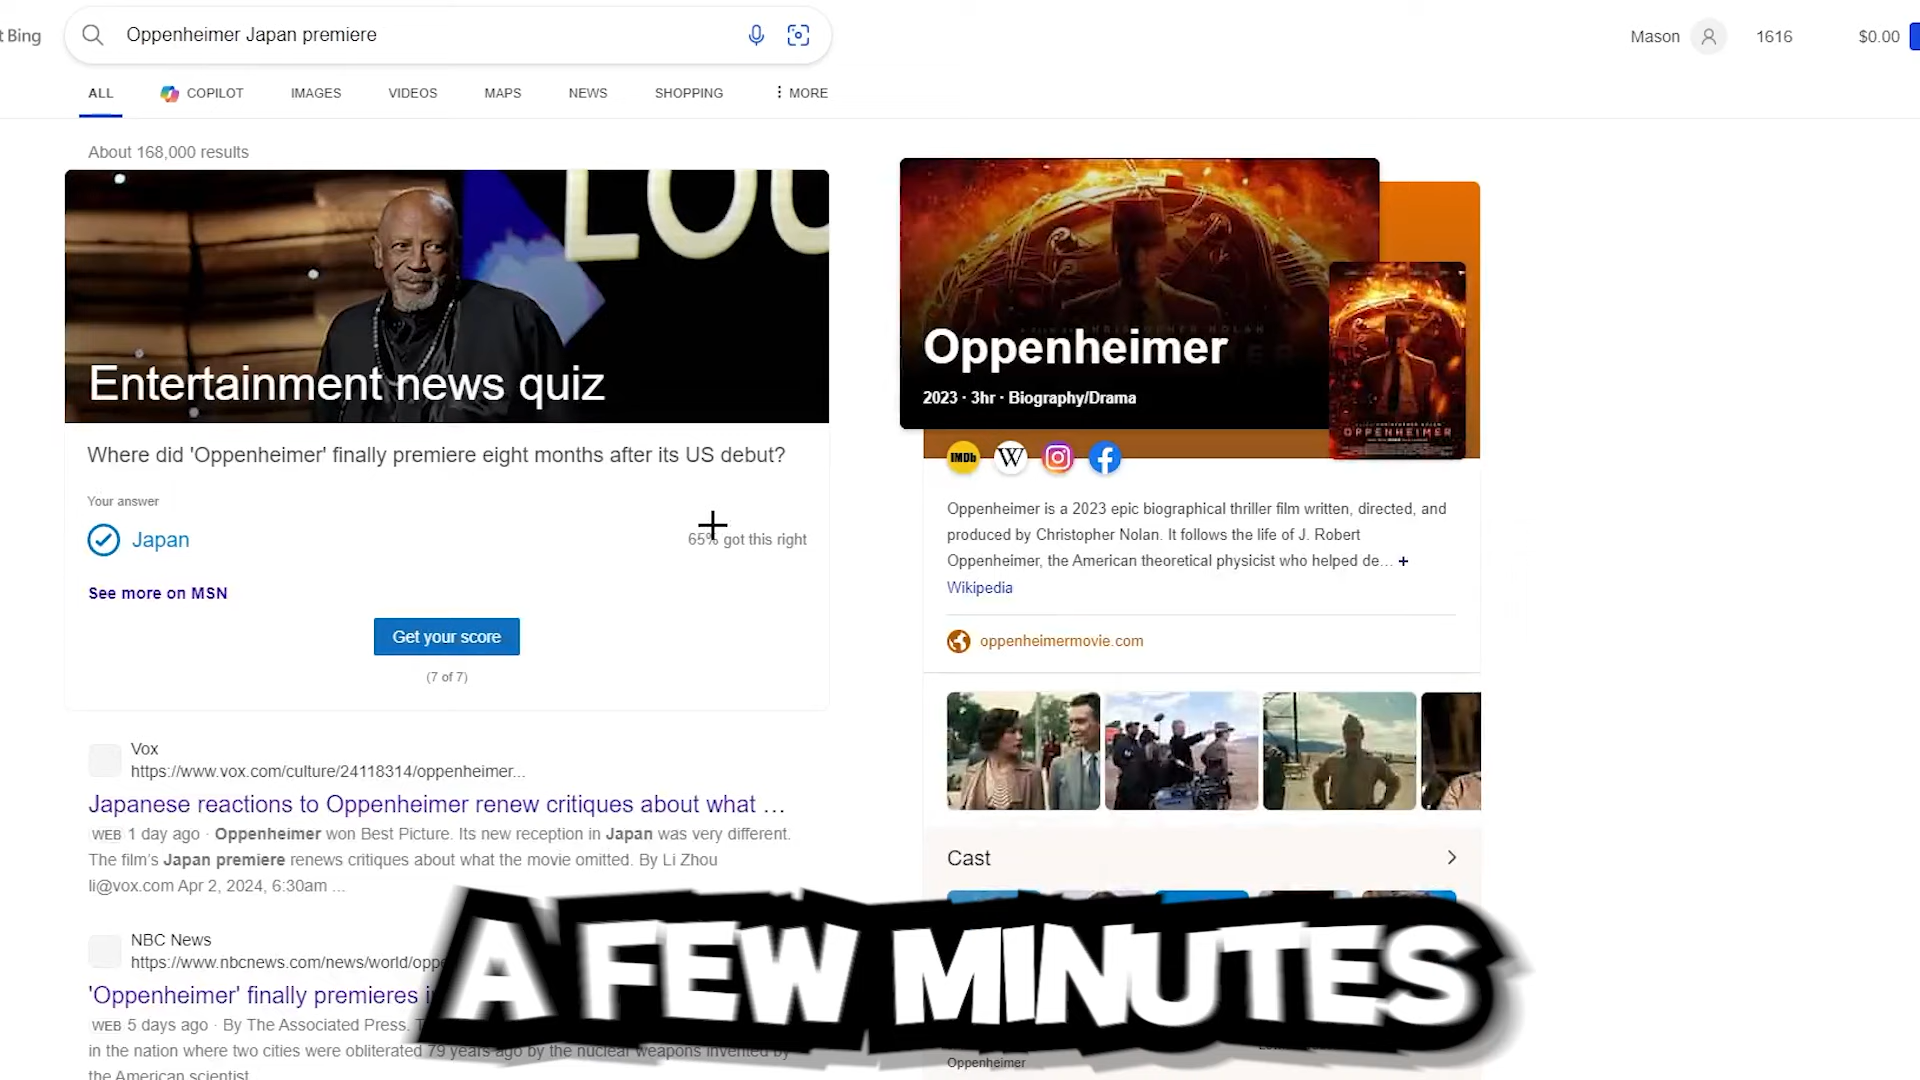 t Bing
Oppenheimer Japan premiere
Mason
1616
$0.00
ALL
COPILOT
IMAGES
VIDEOS
MAPS
NEWS
SHOPPING
MORE
About 168,000 results
LOU
Entertainment news quiz
Where did 'Oppenheimer' finally premiere eight months after its US debut?
Your answer
Japan
65% got this right
See more on MSN
Get your score
(7 of 7)
Vox
https://www.vox.com/culture/24118314/oppenheimer...
Japanese reactions to Oppenheimer renew critiques about what ...
WEB 1 day ago · Oppenheimer won Best Picture. Its new reception in Japan was very different.
The film's Japan premiere renews critiques about what the movie omitted. By Li Zhou
li@vox.com Apr 2, 2024, 6:30am ...
NBC News
https://www.nbcnews.com/news/world/oppe
'Oppenheimer' finally premieres i
WEB 5 days ago · By The Associated Press.
in the nation where two cities were obliterated 79 years ago by the nuclear weapons invented by
the American scientist
Oppenheimer
2023 · 3hr · Biography/Drama
OPPENHEIMER
IMDb
W
Oppenheimer is a 2023 epic biographical thriller film written, directed, and
produced by Christopher Nolan. It follows the life of J. Robert
Oppenheimer, the American theoretical physicist who helped de... +
Wikipedia
oppenheimermovie.com
Cast
Oppenheimer
A FEW MINUTES